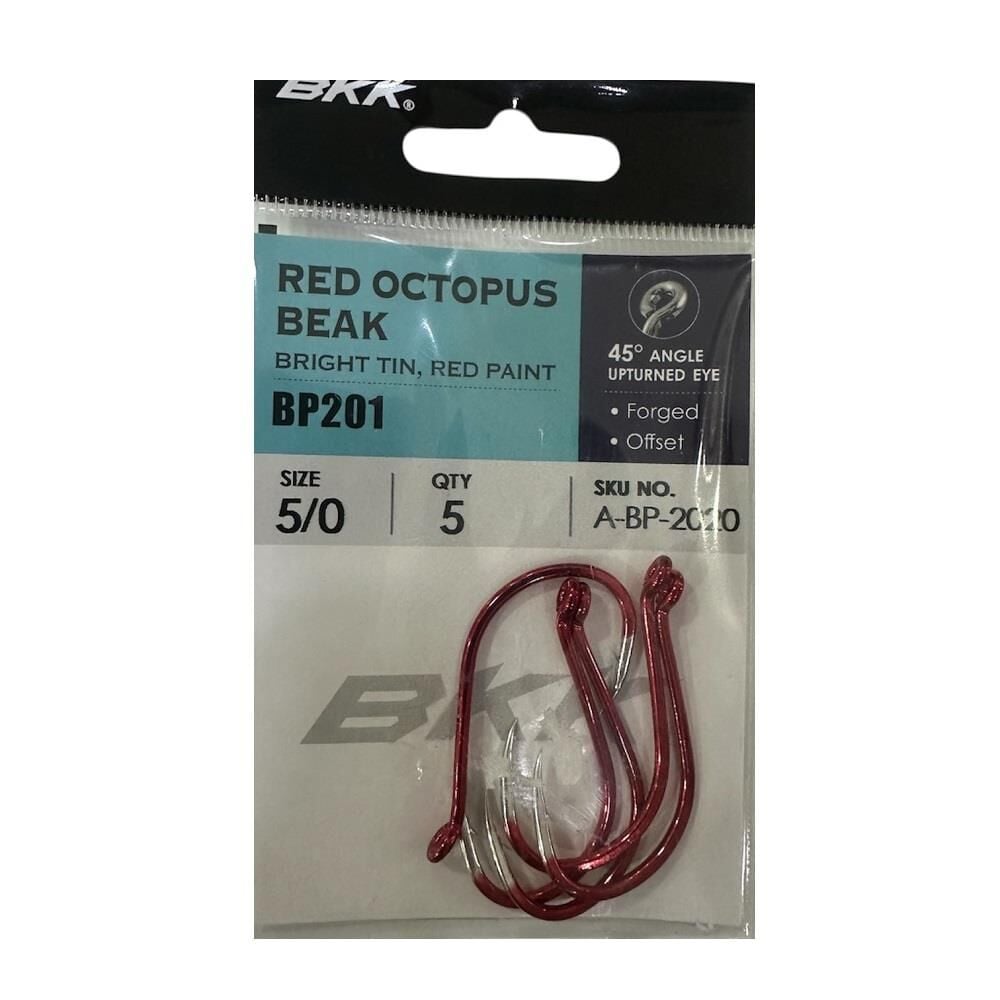 BKK®
RED OCTOPUS
BEAK
BRIGHT TIN, RED PAINT
BP201
45° ANGLE
UPTURNED EYE
• Forged
• Offset
SIZE
5/0
QTY
5
SKU NO.
A-BP-2020
BKK